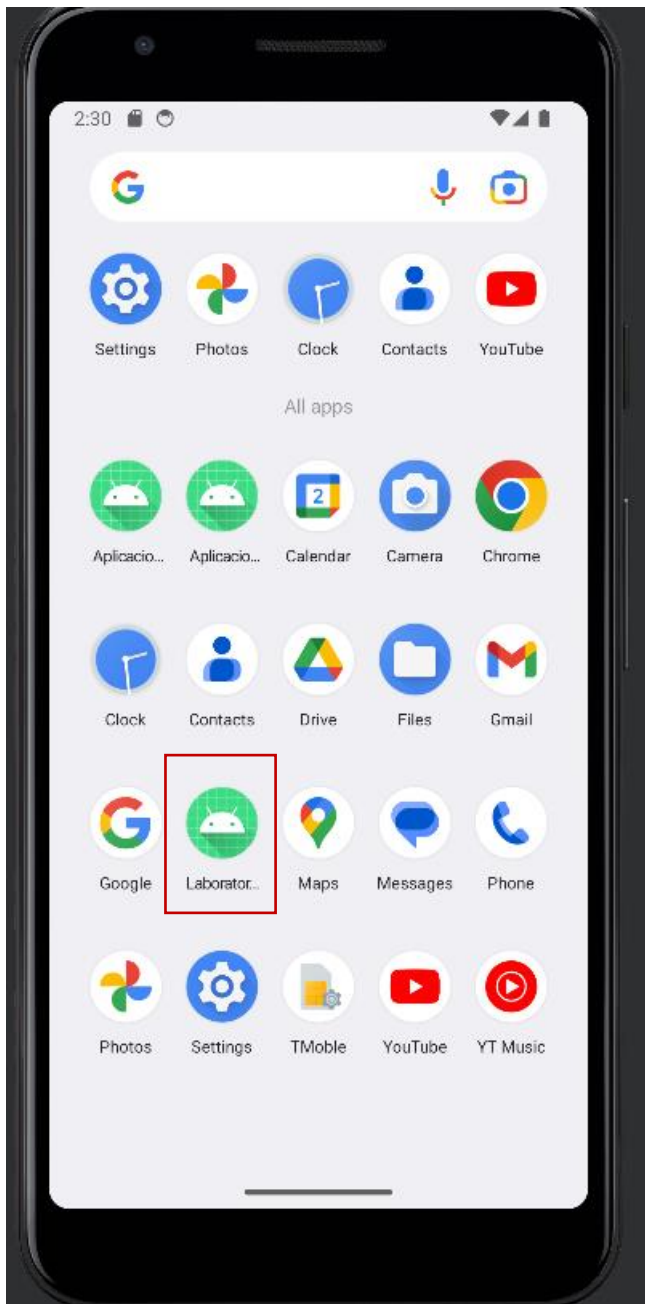 2:30
Settings Photos Clock Contacts YouTube
All apps
Aplicacio... Aplicacio... Calendar Camera Chrome
Clock Contacts Drive Files Gmail
Google Laborator... Maps Messages Phone
Photos Settings TMoble YouTube YT Music